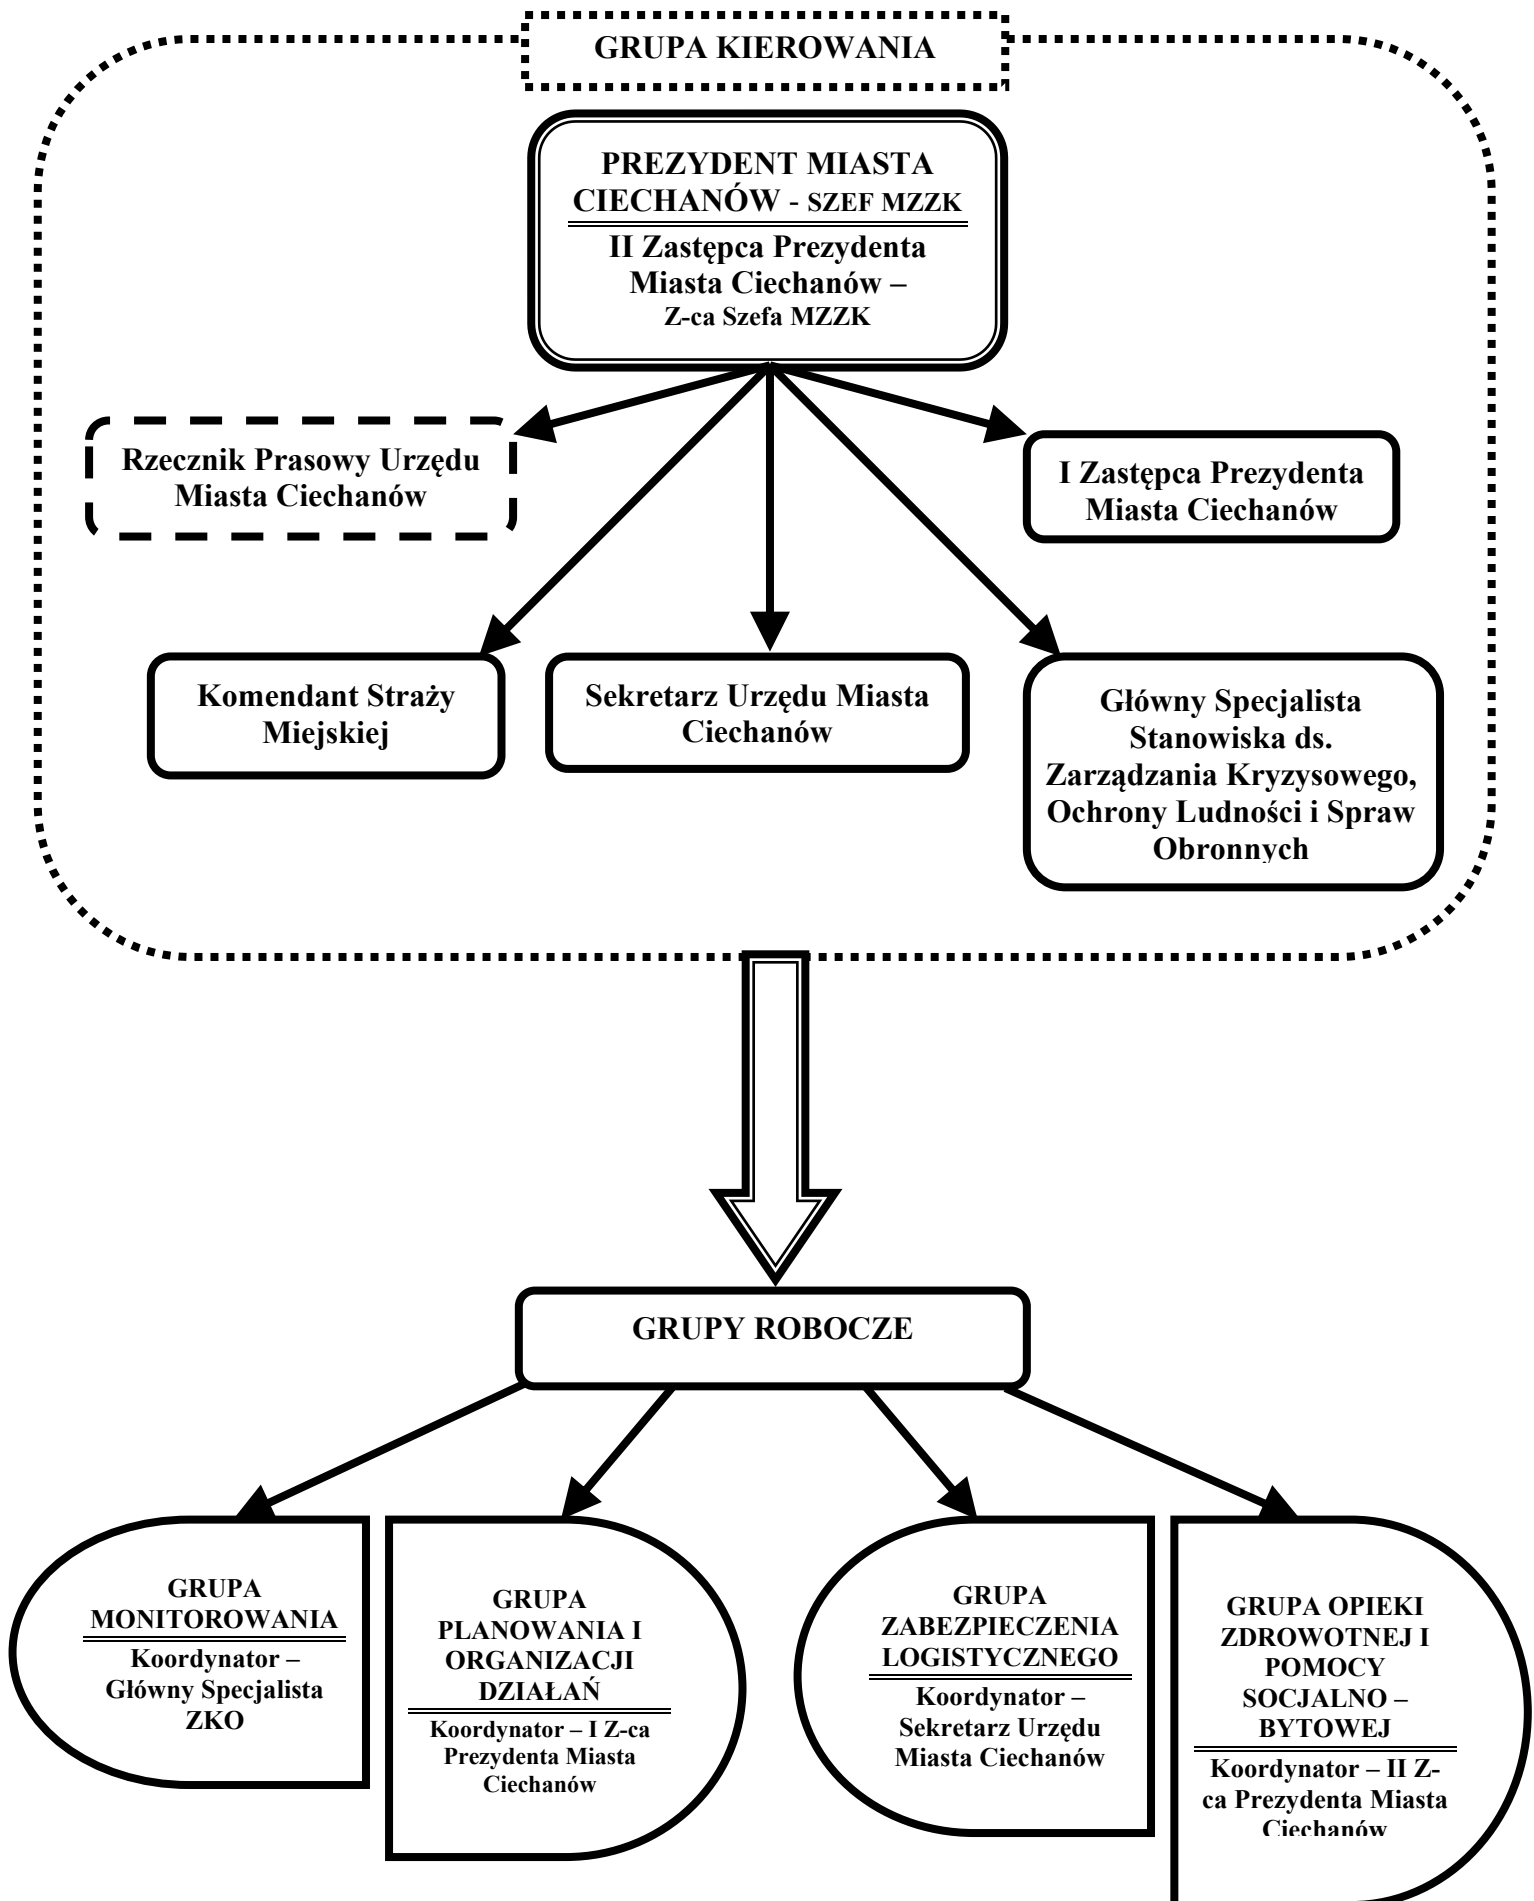 GRUPA KIEROWANIA
PREZYDENT MIASTA
CIECHANÓW - SZEF MZZK
II Zastępca Prezydenta
Miasta Ciechanów –
Z-ca Szefa MZZK
Rzecznik Prasowy Urzędu
Miasta Ciechanów
I Zastępca Prezydenta
Miasta Ciechanów
Komendant Straży
Miejskiej
Sekretarz Urzędu Miasta
Ciechanów
Główny Specjalista
Stanowiska ds.
Zarządzania Kryzysowego,
Ochrony Ludności i Spraw
Obronnych
GRUPY ROBOCZE
GRUPA
MONITOROWANIA
Koordynator –
Główny Specjalista
ZKO
GRUPA
PLANOWANIA I
ORGANIZACJI
DZIAŁAŃ
Koordynator – I Z-ca
Prezydenta Miasta
Ciechanów
GRUPA
ZABEZPIECZENIA
LOGISTYCZNEGO
Koordynator –
Sekretarz Urzędu
Miasta Ciechanów
GRUPA OPIEKI
ZDROWOTNEJ I
POMOCY
SOCJALNO –
BYTOWEJ
Koordynator – II Z-
ca Prezydenta Miasta
Ciechanów